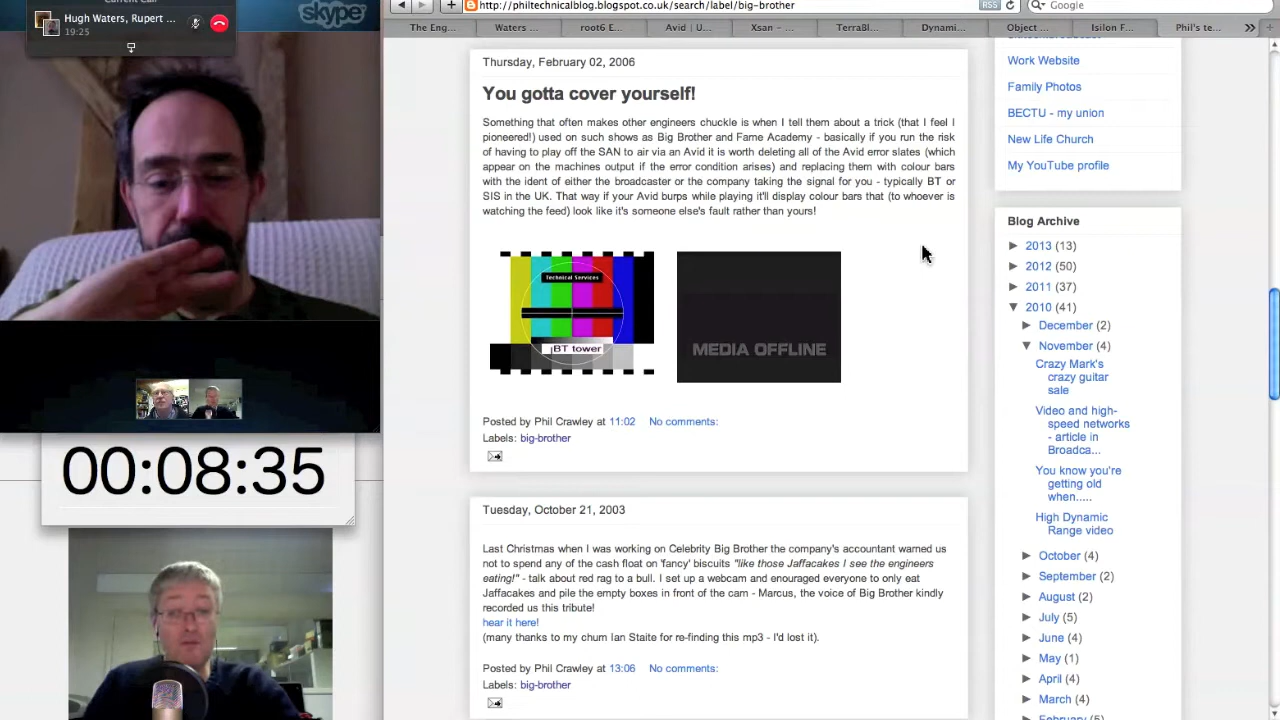 Current Call
Hugh Waters, Rupert ...
19:25
skype
http://philtechnicalblog.blogspot.co.uk/search/label/big-brother
RSS
Google
The Eng...
Waters ...
root6 E...
Avid | U...
Xsan – ...
TerraBl...
Dynami...
Object ...
Isilon F...
Phil's te...
Thursday, February 02, 2006
You gotta cover yourself!
Something that often makes other engineers chuckle is when I tell them about a trick (that I feel I
pioneered!) used on such shows as Big Brother and Fame Academy - basically if you run the risk
of having to play off the SAN to air via an Avid it is worth deleting all of the Avid error slates (which
appear on the machines output if the error condition arises) and replacing them with colour bars
with the ident of either the broadcaster or the company taking the signal for you - typically BT or
SIS in the UK. That way if your Avid burps while playing it'll display colour bars that (to whoever is
watching the feed) look like it's someone else's fault rather than yours!
Technical Services
BT tower
MEDIA OFFLINE
Posted by Phil Crawley at 11:02 No comments:
Labels: big-brother
Tuesday, October 21, 2003
Last Christmas when I was working on Celebrity Big Brother the company's accountant warned us
not to spend any of the cash float on 'fancy' biscuits "like those Jaffacakes I see the engineers
eating!" - talk about red rag to a bull. I set up a webcam and enouraged everyone to only eat
Jaffacakes and pile the empty boxes in front of the cam - Marcus, the voice of Big Brother kindly
recorded us this tribute!
hear it here!
(many thanks to my chum Ian Staite for re-finding this mp3 - I'd lost it).
Posted by Phil Crawley at 13:06 No comments:
Labels: big-brother
Work Website
Family Photos
BECTU - my union
New Life Church
My YouTube profile
Blog Archive
► 2013 (13)
► 2012 (50)
► 2011 (37)
▼ 2010 (41)
► December (2)
▼ November (4)
Crazy Mark's
crazy guitar
sale
Video and high-
speed networks
- article in
Broadca...
You know you're
getting old
when.....
High Dynamic
Range video
► October (4)
► September (2)
► August (2)
► July (5)
► June (4)
► May (1)
► April (4)
► March (4)
► February (5)
00:08:35